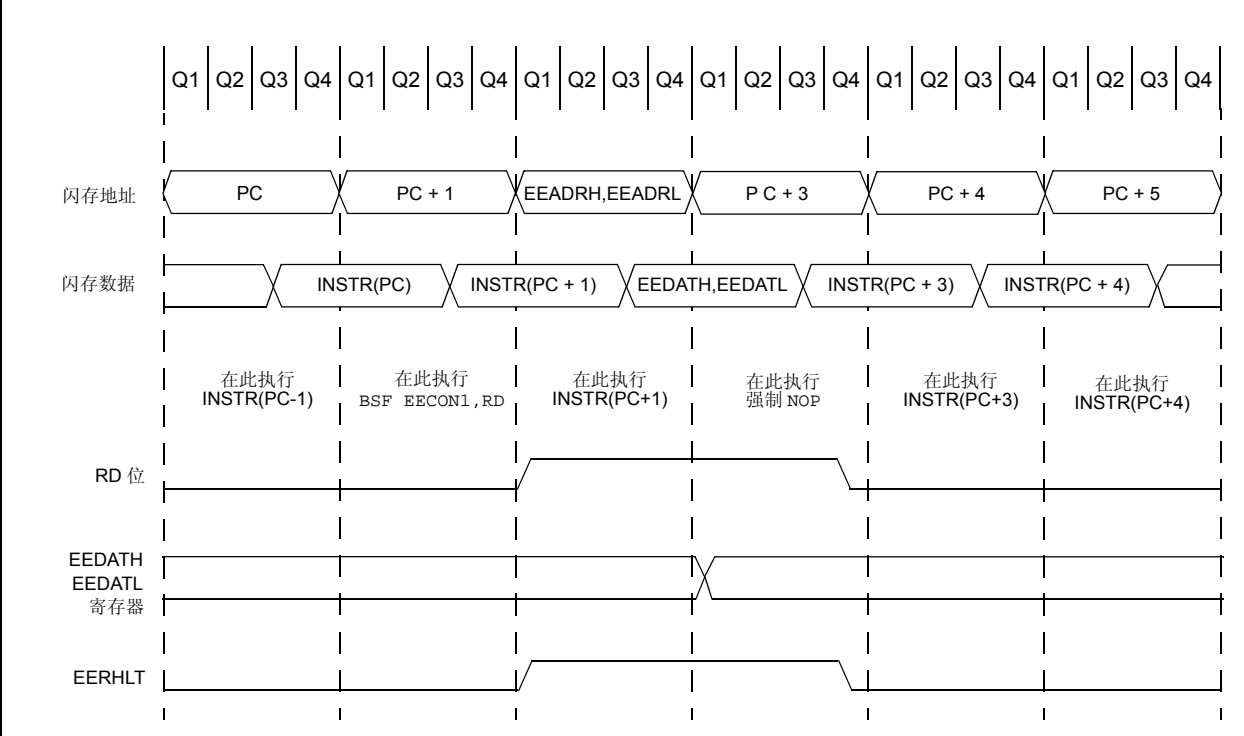 Q1 Q2 Q3 Q4 Q1 Q2 Q3 Q4 Q1 Q2 Q3 Q4 Q1 Q2 Q3 Q4 Q1 Q2 Q3 Q4 Q1 Q2 Q3 Q4
闪存地址 PC PC + 1 EEADRH,EEADRL P C + 3 PC + 4 PC + 5
闪存数据 INSTR(PC) INSTR(PC + 1) EEDATH,EEDATL INSTR(PC + 3) INSTR(PC + 4)
在此执行 在此执行 在此执行 在此执行 在此执行 在此执行
INSTR(PC-1) BSF EECON1,RD INSTR(PC+1) 强制 NOP INSTR(PC+3) INSTR(PC+4)
RD 位
EEDATH
EEDATL
寄存器
EERHLT